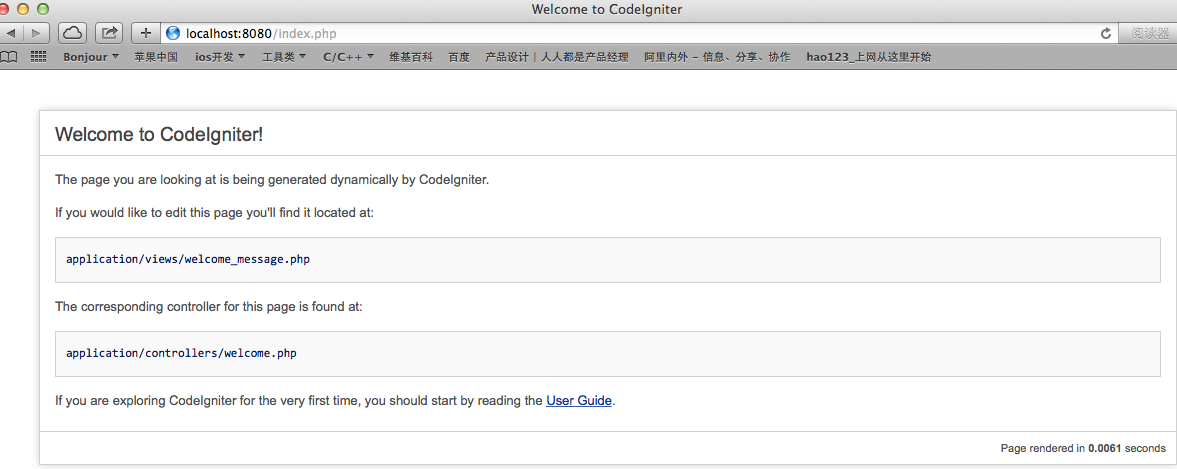 Welcome to CodeIgniter
localhost:8080/index.php
阅读器
Bonjour 苹果中国 ios开发 工具类 C/C++ 维基百科 百度 产品设计 | 人人都是产品经理 阿里内外 - 信息、分享、协作 hao123_上网从这里开始
Welcome to CodeIgniter!
The page you are looking at is being generated dynamically by CodeIgniter.
If you would like to edit this page you'll find it located at:
application/views/welcome_message.php
The corresponding controller for this page is found at:
application/controllers/welcome.php
If you are exploring CodeIgniter for the very first time, you should start by reading the User Guide.
Page rendered in 0.0061 seconds